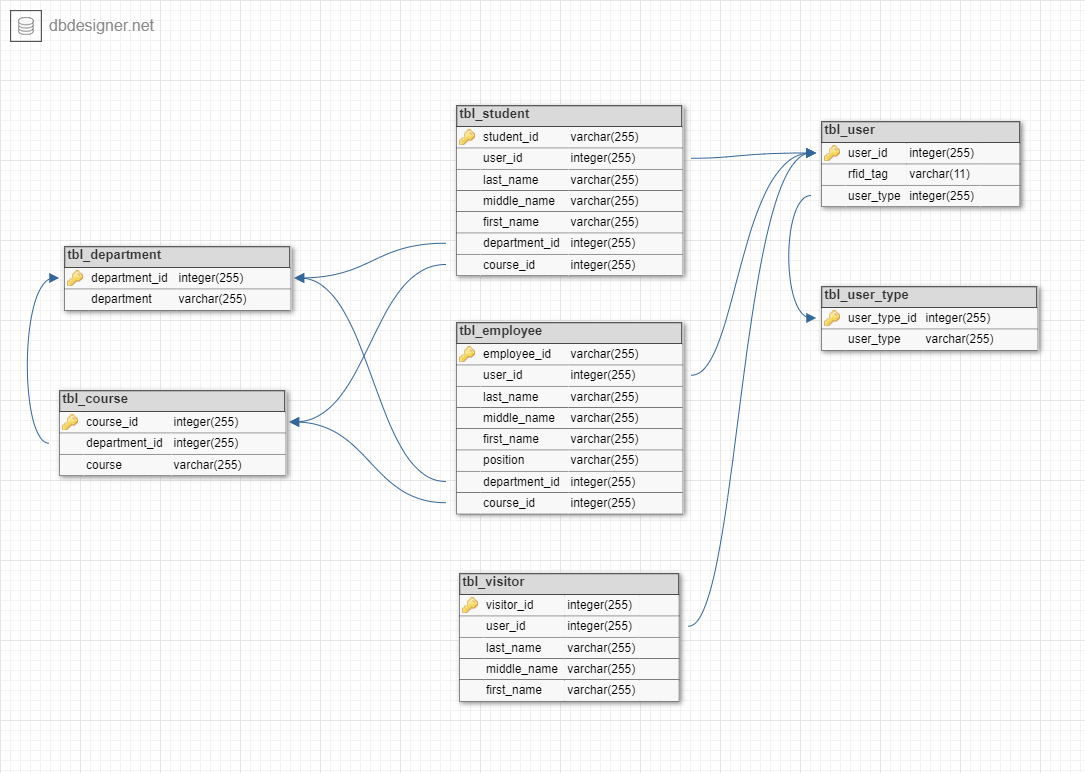 dbdesigner.net
tbl_student
student_id varchar(255)
user_id integer(255)
last_name varchar(255)
middle_name varchar(255)
first_name varchar(255)
department_id integer(255)
course_id integer(255)
tbl_user
user_id integer(255)
rfid_tag varchar(11)
user_type integer(255)
tbl_department
department_id integer(255)
department varchar(255)
tbl_user_type
user_type_id integer(255)
user_type varchar(255)
tbl_employee
employee_id varchar(255)
user_id integer(255)
last_name varchar(255)
middle_name varchar(255)
first_name varchar(255)
position varchar(255)
department_id integer(255)
course_id integer(255)
tbl_course
course_id integer(255)
department_id integer(255)
course varchar(255)
tbl_visitor
visitor_id integer(255)
user_id integer(255)
last_name varchar(255)
middle_name varchar(255)
first_name varchar(255)